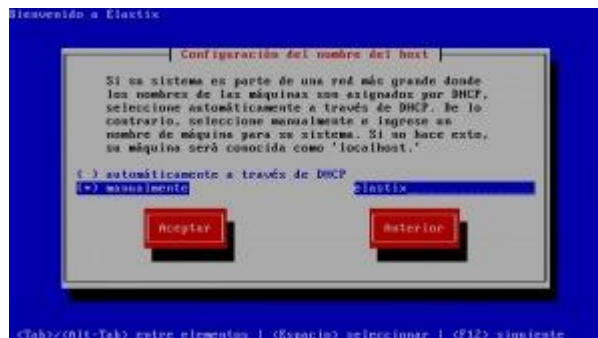 Bienvenido a Elastix
Configuración del nombre del host
Si su sistema es parte de una red más grande donde
los nombres de las máquinas son asignados por DHCP,
seleccione automáticamente a través de DHCP. De lo
contrario, seleccione manualmente e ingrese un
nombre de máquina para su sistema. Si no hace esto,
su máquina será conocida como 'localhost.'
( ) automáticamente a través de DHCP
(*) manualmente elastix
Aceptar Anterior
<Tab>/<Alt-Tab> entre elementos | <Espacio> seleccionar | <F12> siguiente